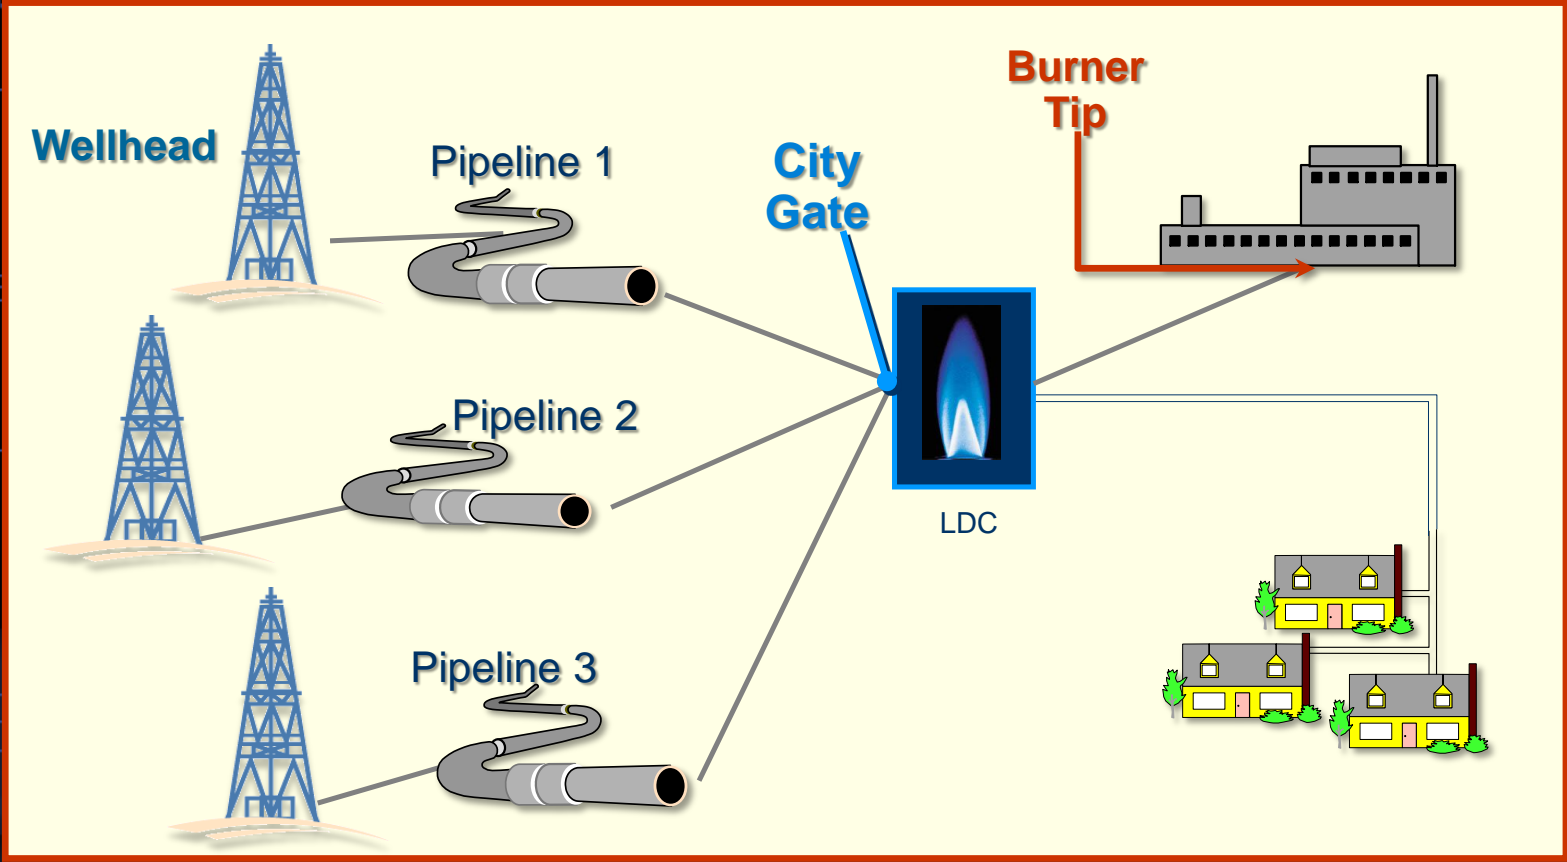 Wellhead
Pipeline 1
City
Gate
Burner
Tip
Pipeline 2
LDC
Pipeline 3